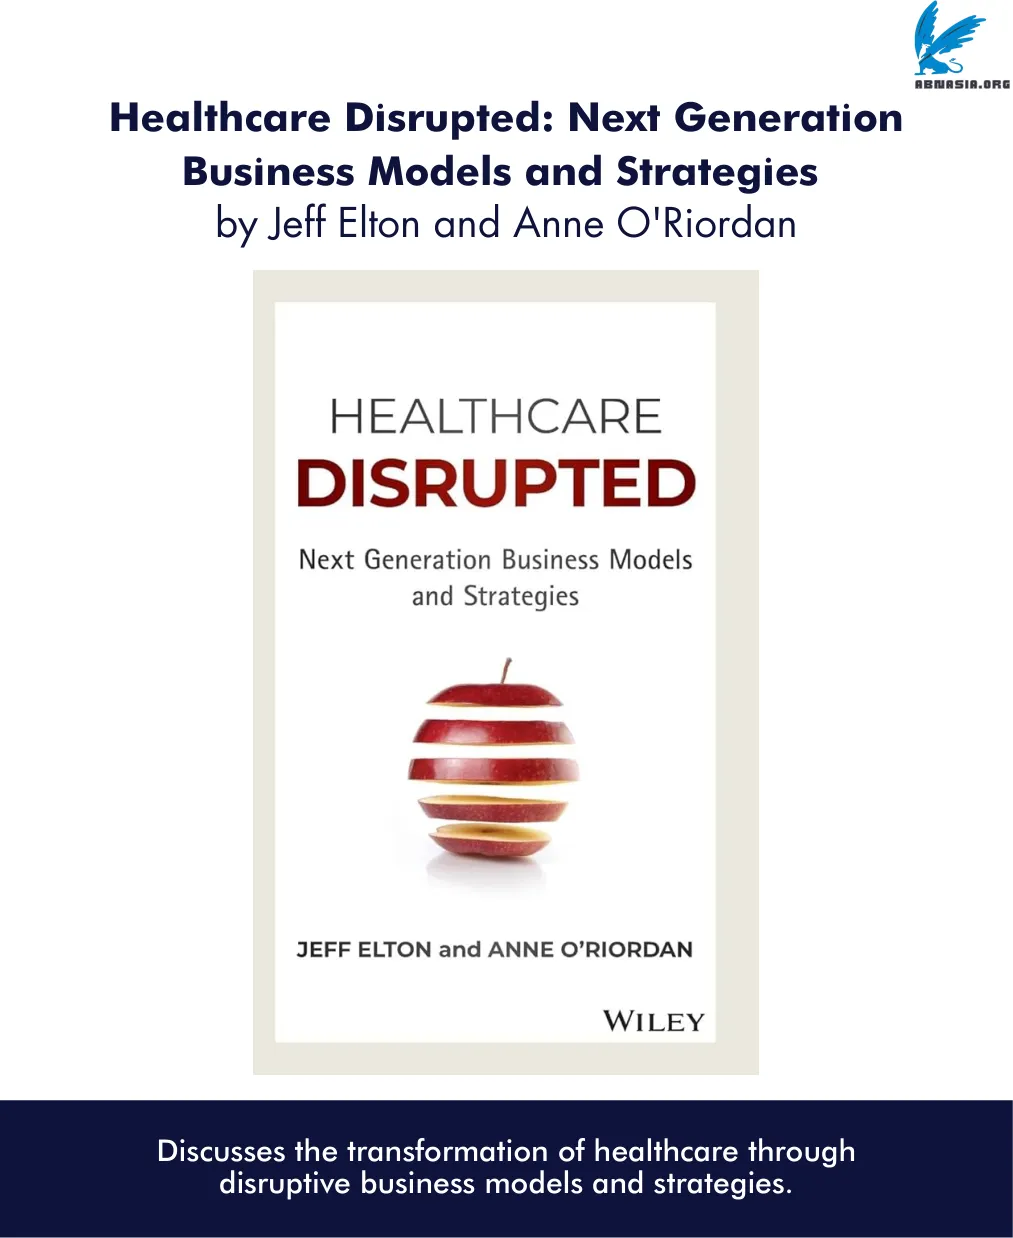 ABNASIA.ORG
Healthcare Disrupted: Next Generation
Business Models and Strategies
by Jeff Elton and Anne O'Riordan
HEALTHCARE
DISRUPTED
Next Generation Business Models
and Strategies
JEFF ELTON and ANNE O’RIORDAN
WILEY
Discusses the transformation of healthcare through
disruptive business models and strategies.